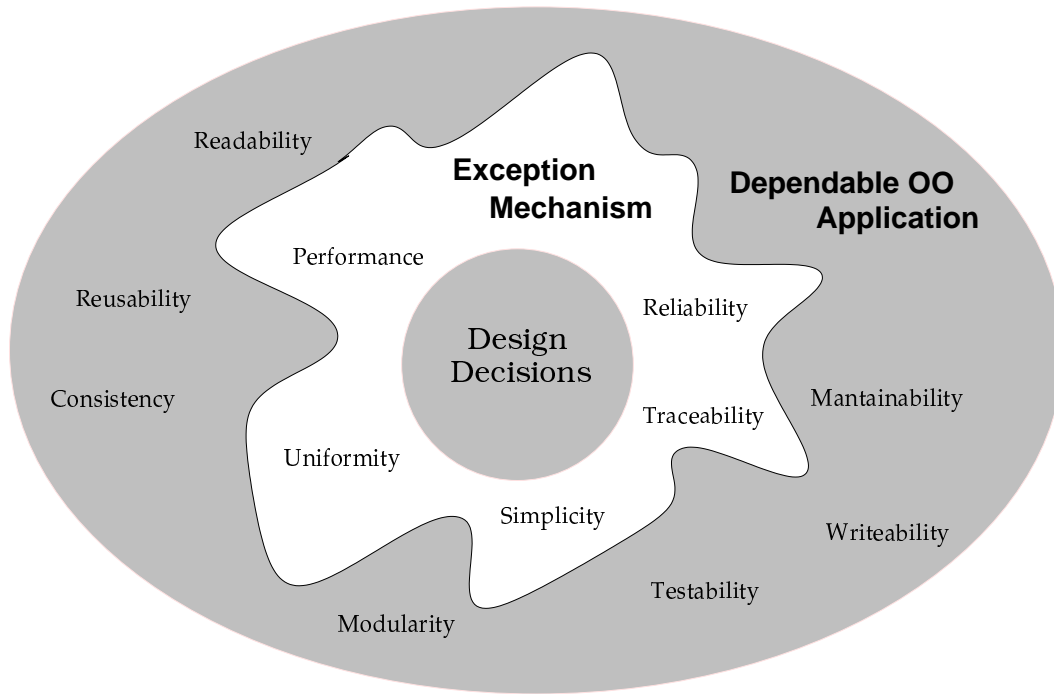 Readability
Exception
Mechanism
Dependable OO
Application
Performance
Reusability
Reliability
Design
Decisions
Consistency
Traceability
Mantainability
Uniformity
Simplicity
Writeability
Testability
Modularity